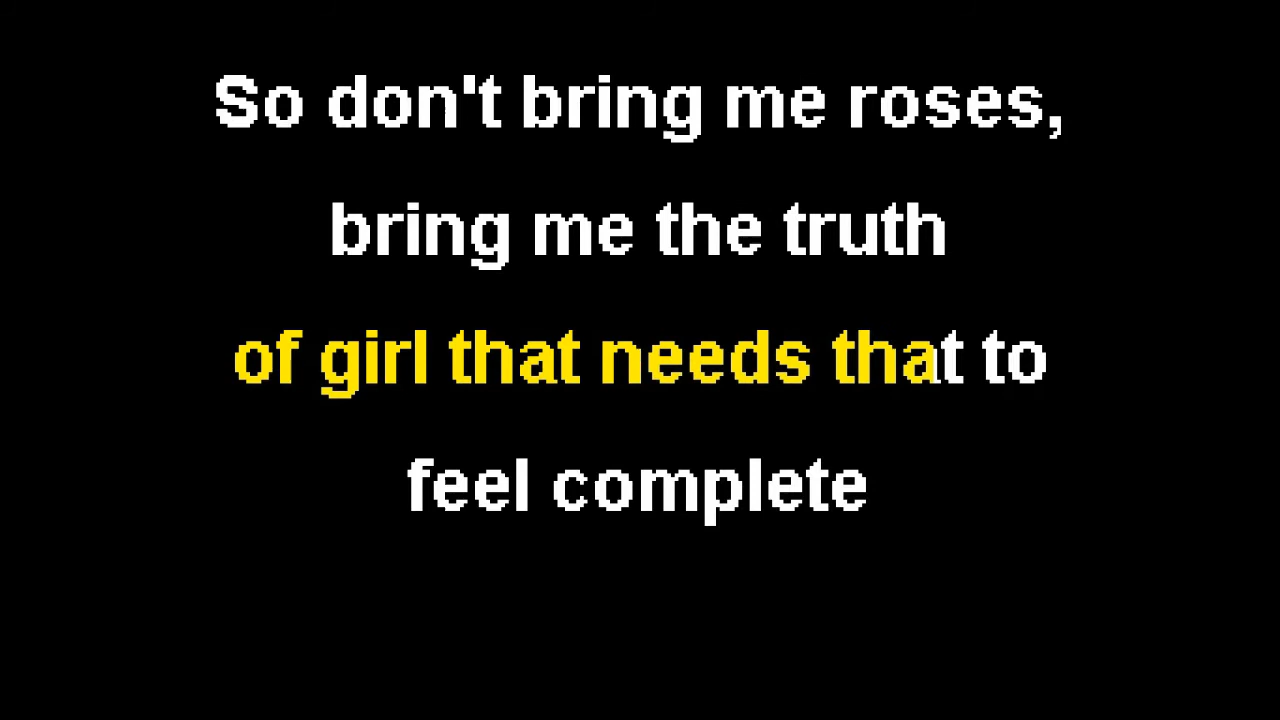 So don't bring me roses,
bring me the truth
of girl that needs that to
feel complete